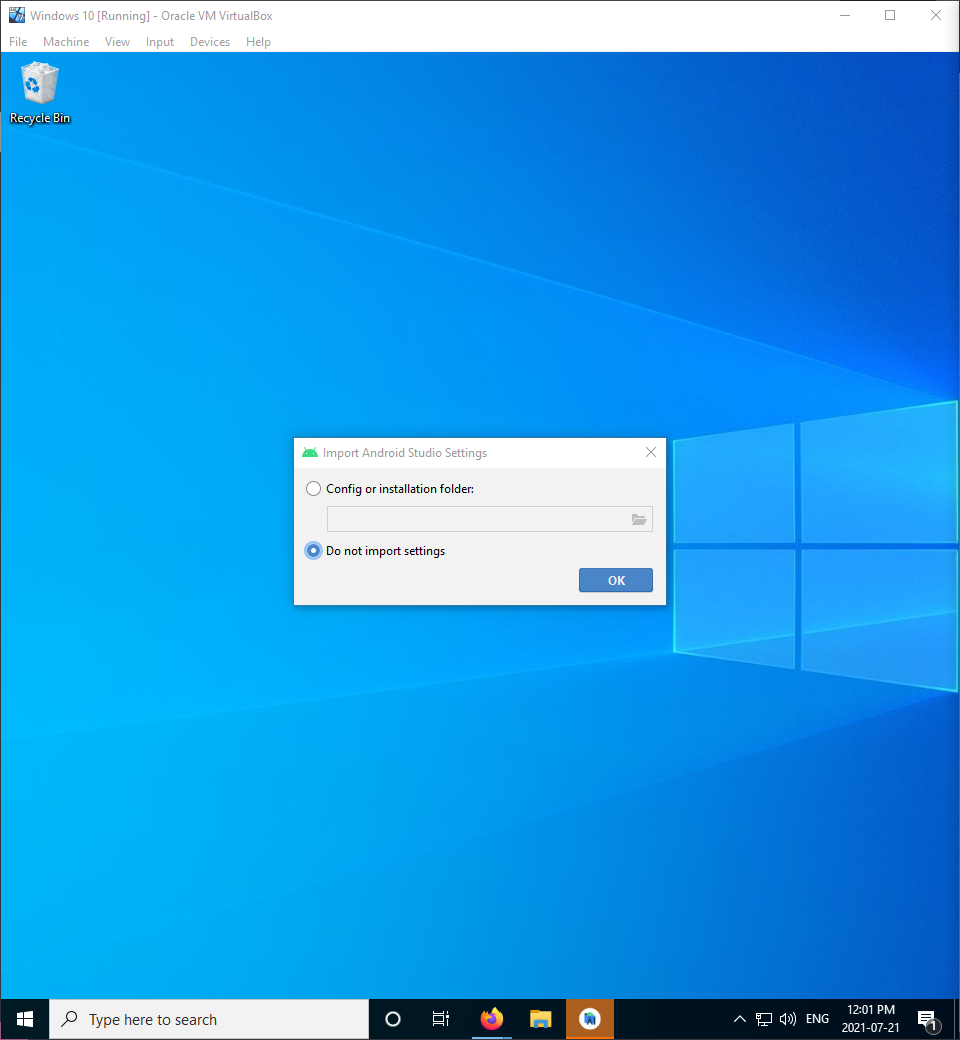 Windows 10 [Running] - Oracle VM VirtualBox
File Machine View Input Devices Help
Recycle Bin
Import Android Studio Settings
Config or installation folder:
Do not import settings
OK
Type here to search
ENG
12:01 PM
2021-07-21
1